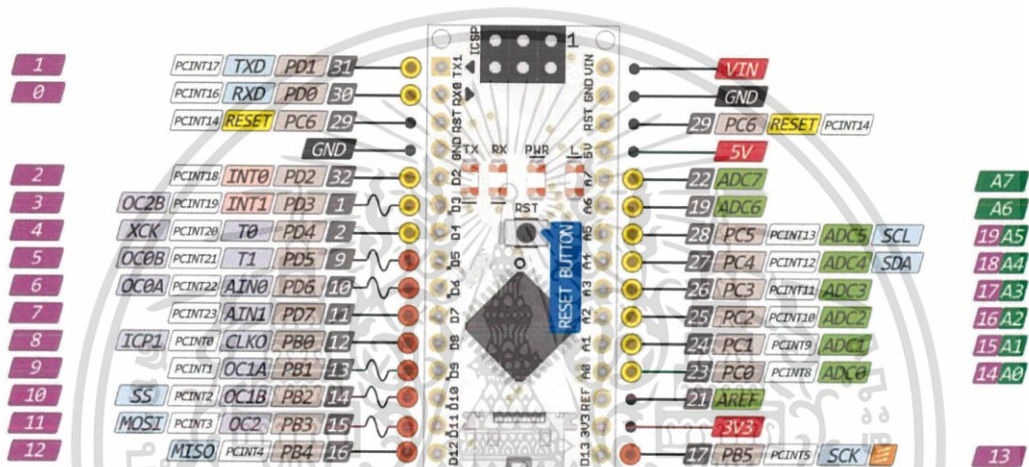 ICSP 1
1 PCINT17 TXD PD1 31 TX1 VIN VIN
0 PCINT16 RXD PD0 30 RX0 GND GND
PCINT14 RESET PC6 29 RST RST 29 PC6 RESET PCINT14
GND GND 5V 5V
TX RX PWR L
2 PCINT18 INT0 PD2 32 D2 A7 22 ADC7 A7
3 OC2B PCINT19 INT1 PD3 1 D3 A6 19 ADC6 A6
RST
4 XCK PCINT20 T0 PD4 2 D4 A5 28 PC5 PCINT13 ADC5 SCL 19 A5
5 OC0B PCINT21 T1 PD5 9 D5 A4 27 PC4 PCINT12 ADC4 SDA 18 A4
RESET BUTTON
6 OC0A PCINT22 AIN0 PD6 10 D6 A3 26 PC3 PCINT11 ADC3 17 A3
7 PCINT23 AIN1 PD7 11 D7 A2 25 PC2 PCINT10 ADC2 16 A2
8 ICP1 PCINT0 CLKO PB0 12 D8 A1 24 PC1 PCINT9 ADC1 15 A1
9 PCINT1 OC1A PB1 13 D9 A0 23 PC0 PCINT8 ADC0 14 A0
10 SS PCINT2 OC1B PB2 14 D10 REF 21 AREF
11 MOSI PCINT3 OC2 PB3 15 D11 3V3 3V3
12 MISO PCINT4 PB4 16 D12 D13 17 PB5 PCINT5 SCK 13